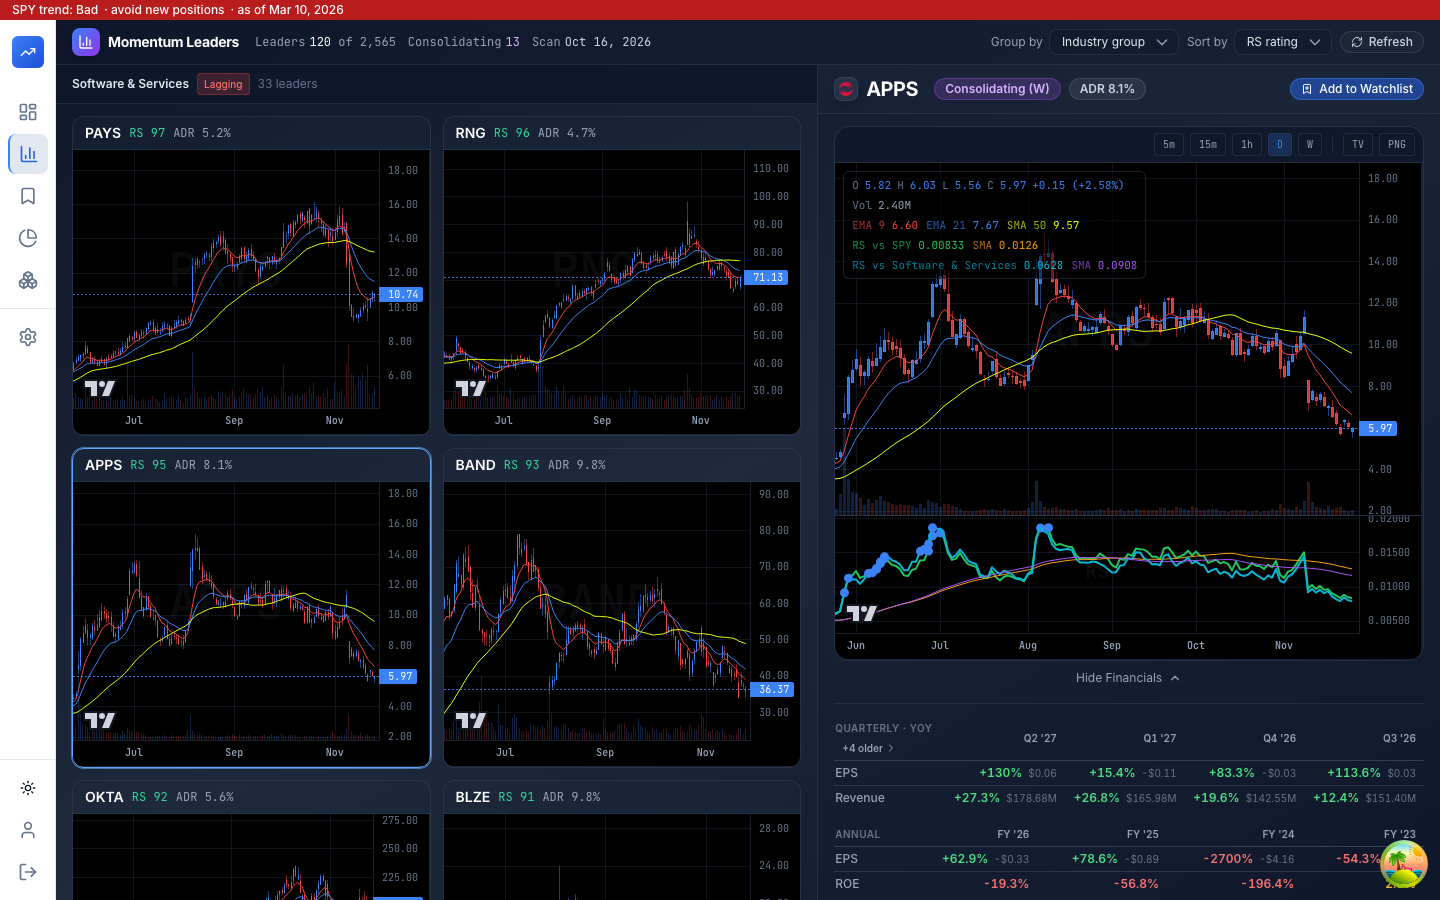 SPY trend: Bad · avoid new positions · as of Mar 10, 2026
Momentum Leaders
Leaders 120 of 2,565 Consolidating 13 Scan Oct 16, 2026
Group by Industry group Sort by RS rating Refresh
Software & Services Lagging 33 leaders
PAYS RS 97 ADR 5.2%
18.00
16.00
14.00
12.00
10.74
10.00
8.00
6.00
Jul Sep Nov
RNG RS 96 ADR 4.7%
110.00
100.00
90.00
80.00
71.13
60.00
50.00
40.00
30.00
Jul Sep Nov
APPS RS 95 ADR 8.1%
18.00
16.00
14.00
12.00
10.00
8.00
5.97
4.00
2.00
Jul Sep Nov
BAND RS 93 ADR 9.8%
90.00
80.00
70.00
60.00
50.00
40.00
36.37
30.00
Jul Sep Nov
OKTA RS 92 ADR 5.6%
275.00
250.00
225.00
BLZE RS 91 ADR 9.8%
28.00
24.00
APPS Consolidating (W) ADR 8.1% Add to Watchlist
5m 15m 1h D W TV PNG
O 5.82 H 6.03 L 5.56 C 5.97 +0.15 (+2.58%)
Vol 2.40M
EMA 9 6.60 EMA 21 7.67 SMA 50 9.57
RS vs SPY 0.00833 SMA 0.0126
RS vs Software & Services 0.0628 SMA 0.0908
18.00
16.00
14.00
12.00
10.00
8.00
5.97
4.00
2.00
0.02000
0.01500
0.01000
0.00500
Jun Jul Aug Sep Oct Nov
Hide Financials
QUARTERLY · YOY
+4 older Q2 '27 Q1 '27 Q4 '26 Q3 '26
EPS +130% $0.06 +15.4% -$0.11 +83.3% -$0.03 +113.6% $0.03
Revenue +27.3% $178.68M +26.8% $165.98M +19.6% $142.55M +12.4% $151.40M
ANNUAL FY '26 FY '25 FY '24 FY '23
EPS +62.9% -$0.33 +78.6% -$0.89 -2700% -$4.16 -54.3%
ROE -19.3% -56.8% -196.4%